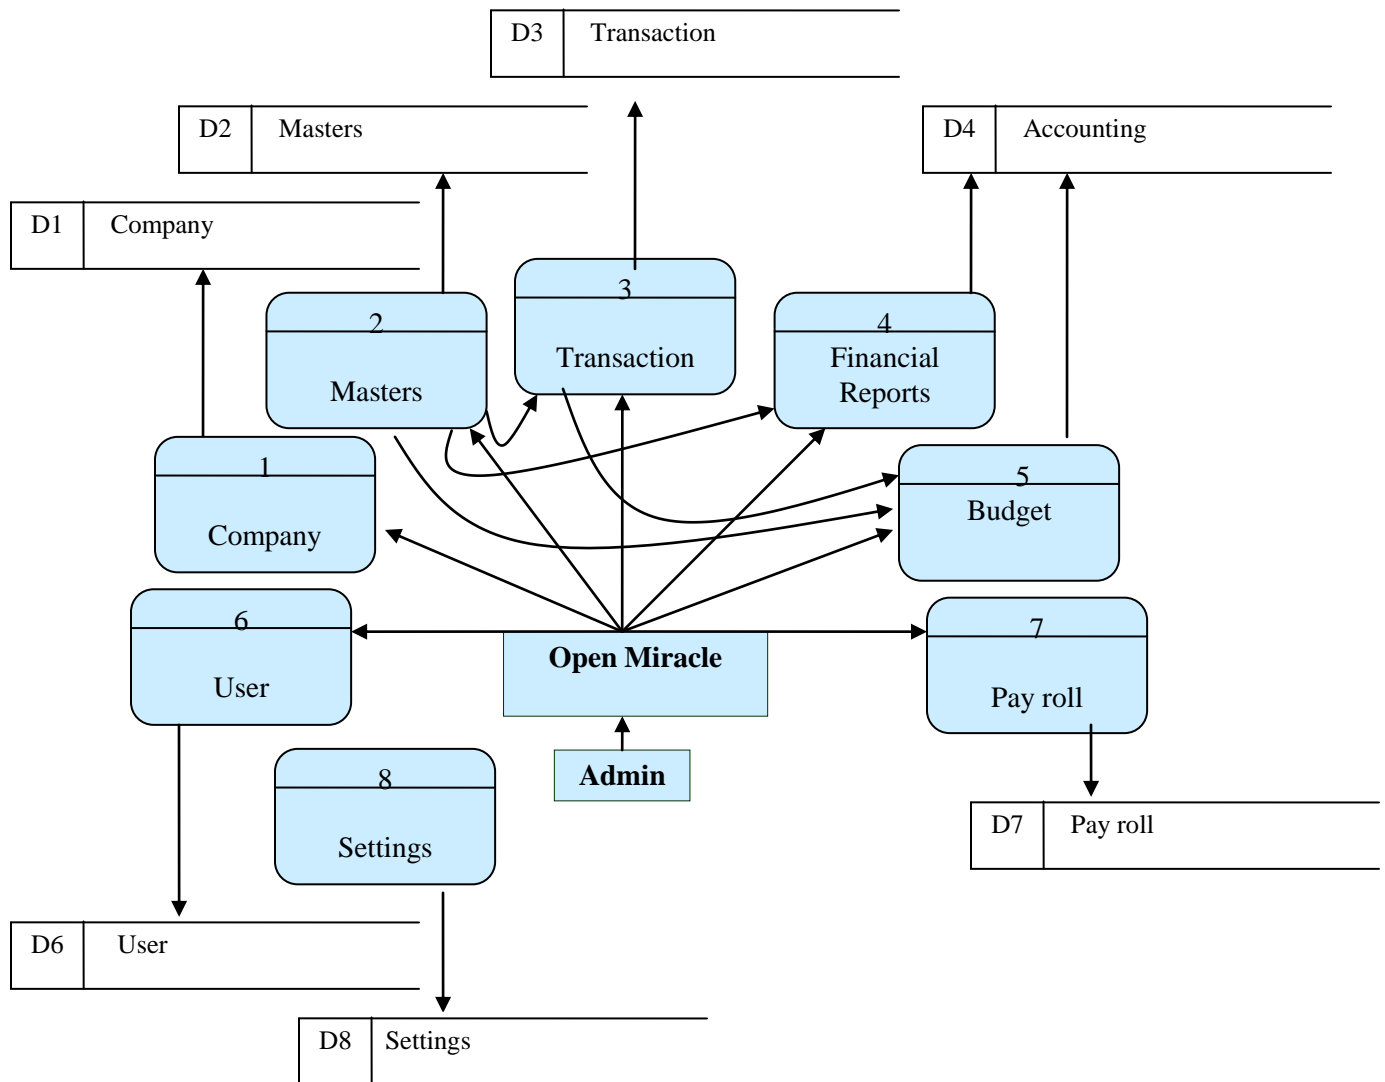 D3 Transaction
D2 Masters
D4 Accounting
D1 Company
3
Transaction
2
Masters
4
Financial
Reports
1
Company
5
Budget
6
User
Open Miracle
7
Pay roll
Admin
8
Settings
D7 Pay roll
D6 User
D8 Settings